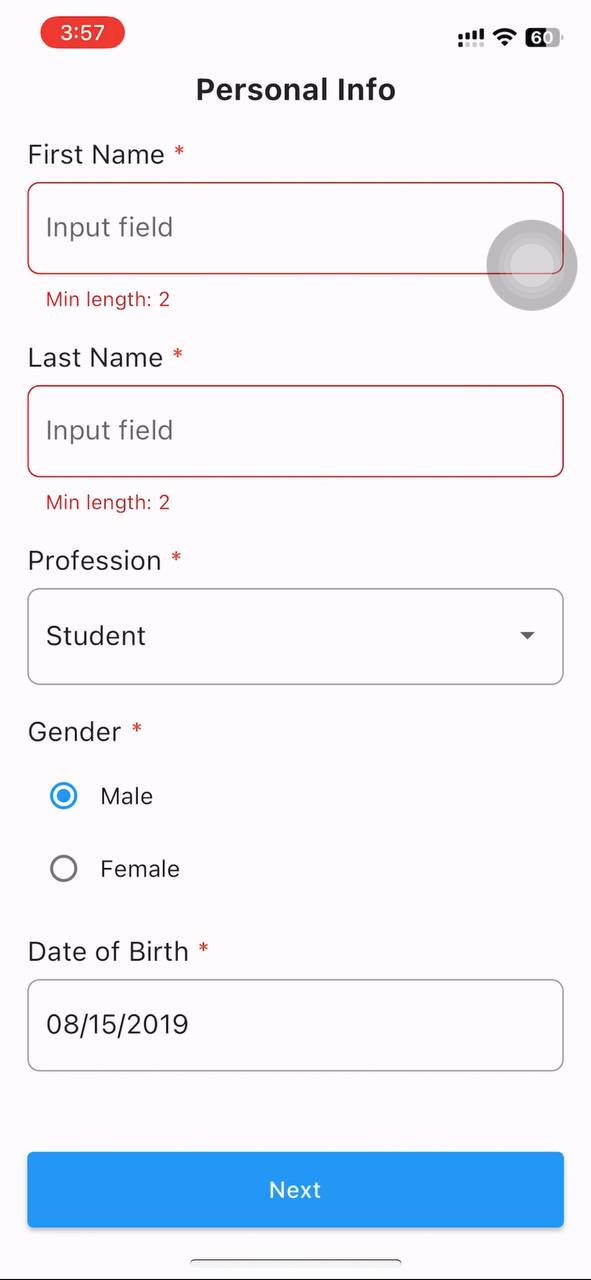 3:57
60
Personal Info
First Name *
Input field
Min length: 2
Last Name *
Input field
Min length: 2
Profession *
Student
Gender *
Male
Female
Date of Birth *
08/15/2019
Next